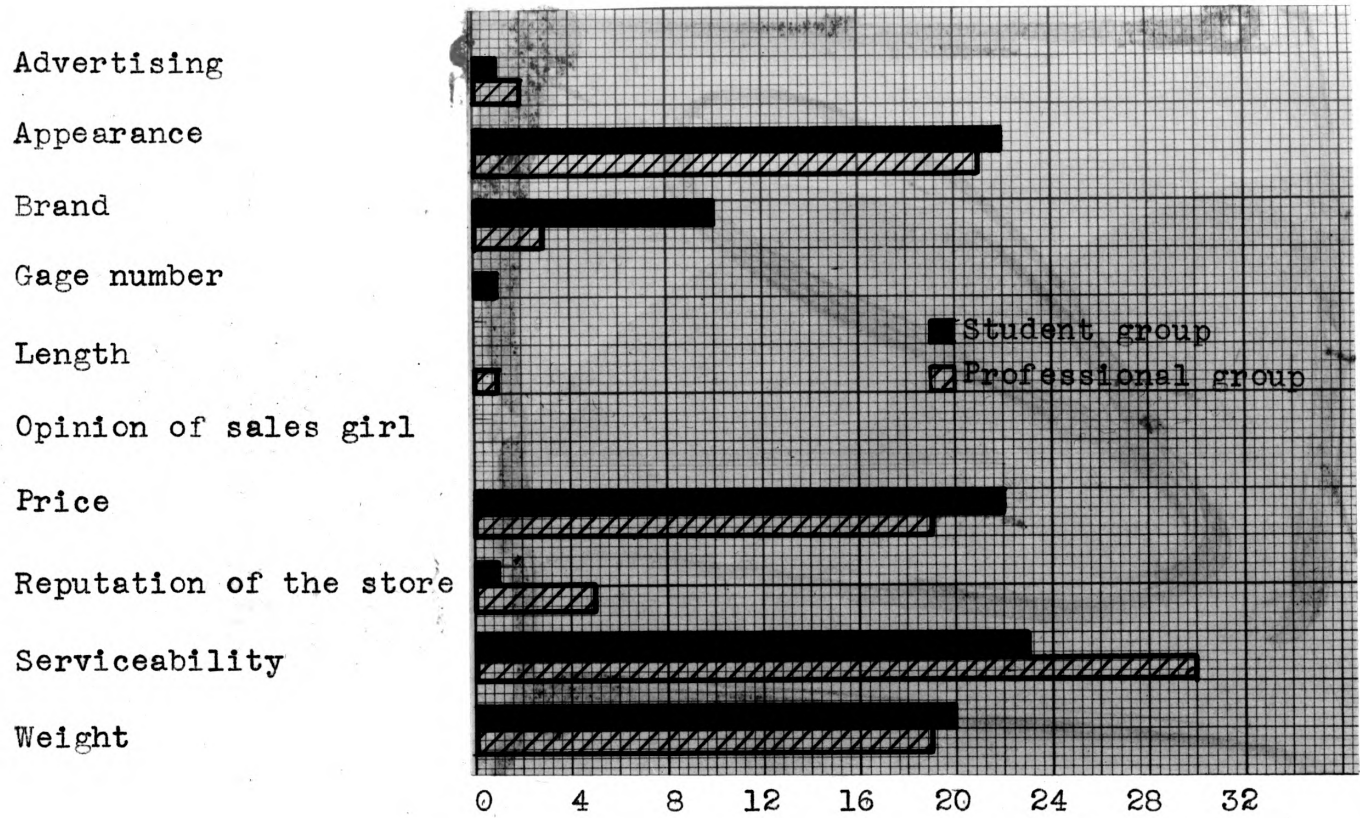 Advertising
Appearance
Brand
Gage number
Length
Opinion of sales girl
Price
Reputation of the store
Serviceability
Weight
Student group
Professional group
0 4 8 12 16 20 24 28 32